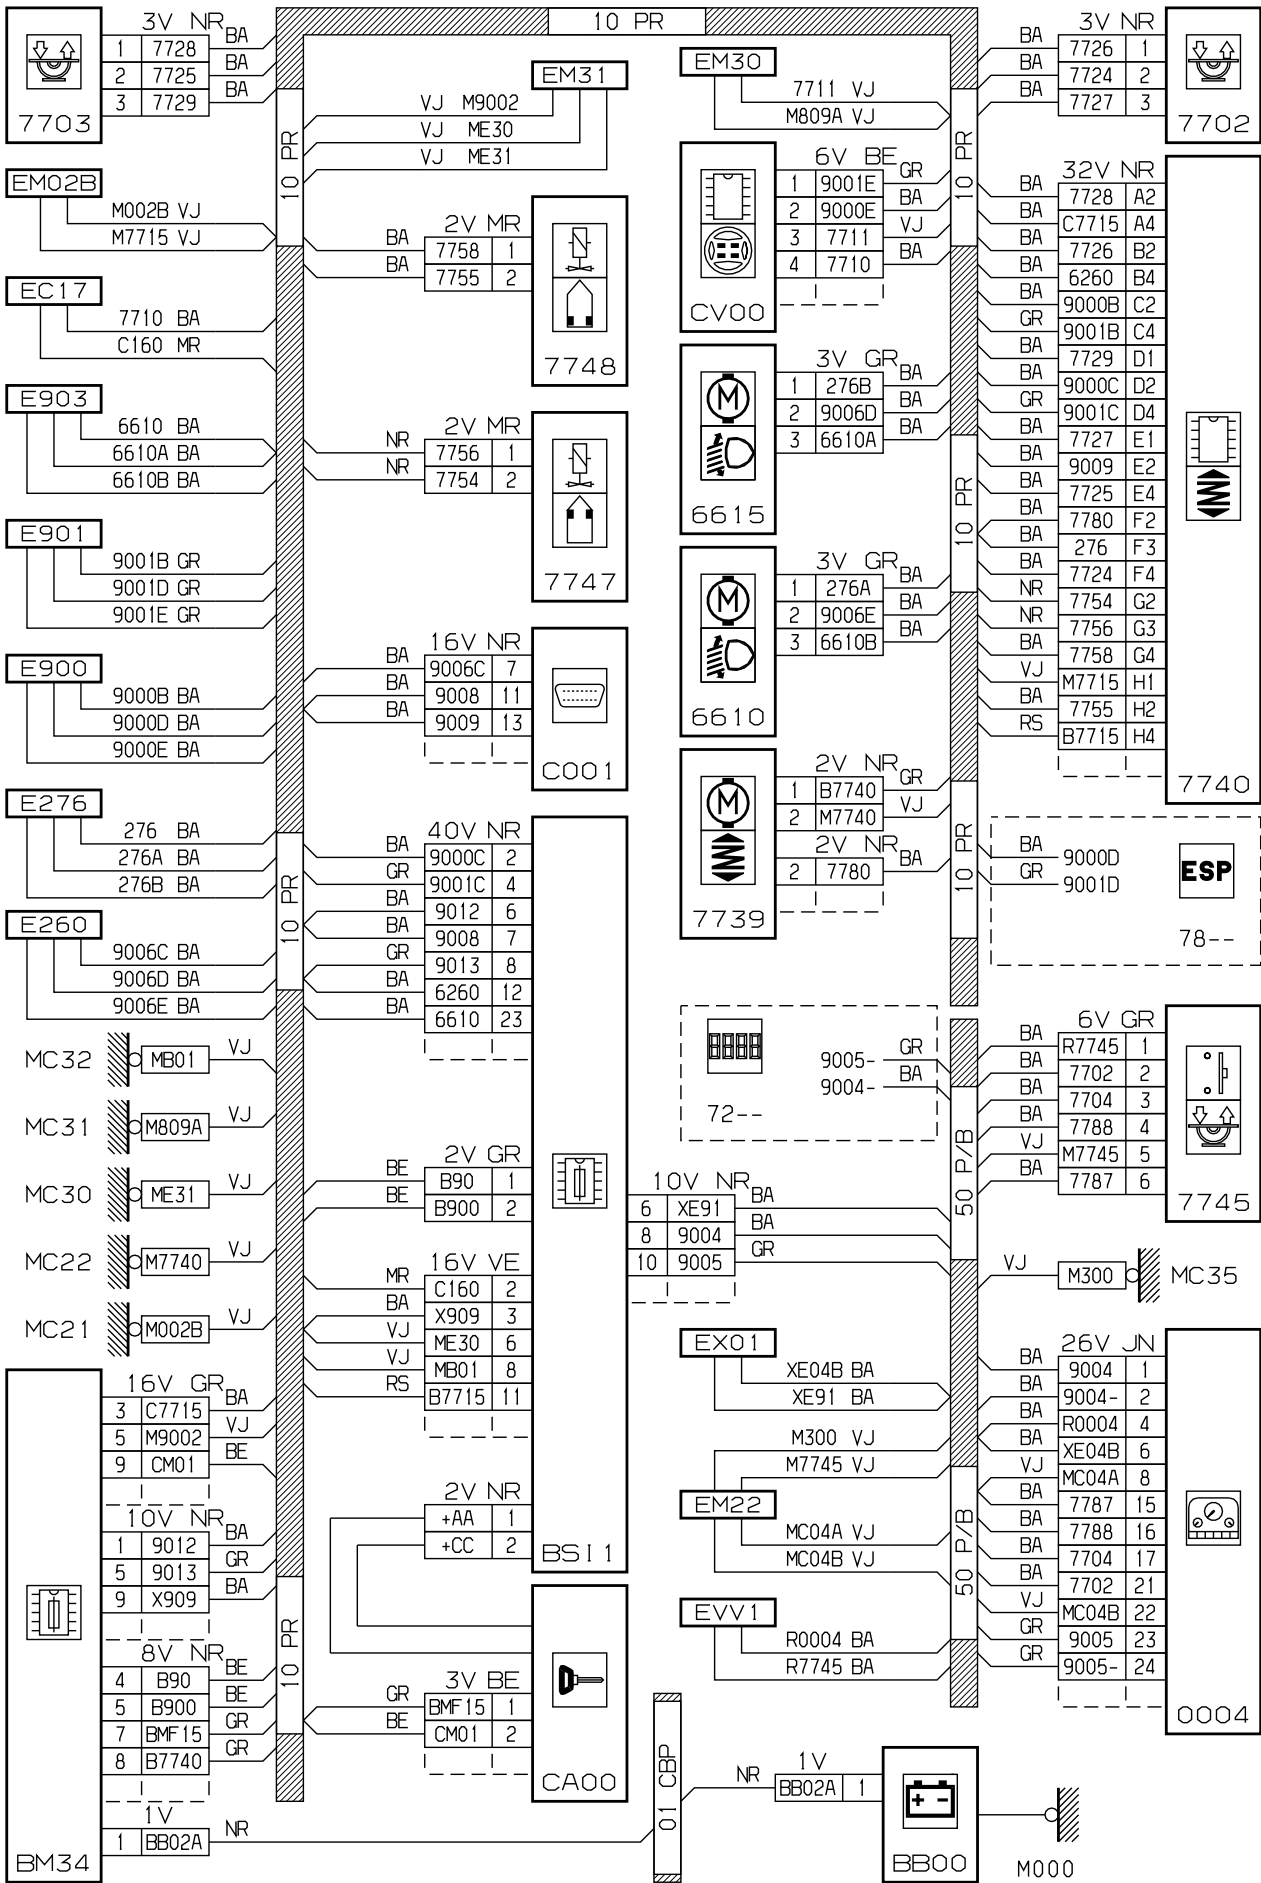 10 PR
3V NR
1 7728 BA
2 7725 BA
3 7729 BA
7703
EM02B
M002B VJ
M7715 VJ
EC17
7710 BA
C160 MR
E903
6610 BA
6610A BA
6610B BA
E901
9001B GR
9001D GR
9001E GR
E900
9000B BA
9000D BA
9000E BA
E276
276 BA
276A BA
276B BA
E260
9006C BA
9006D BA
9006E BA
MC32 MB01 VJ
MC31 M809A VJ
MC30 ME31 VJ
MC22 M7740 VJ
MC21 M002B VJ
16V GR
3 C7715 BA
5 M9002 VJ
9 CM01 BE
10V NR
1 9012 BA
5 9013 GR
9 X909 BA
8V NR
4 B90 BE
5 B900 BE
7 BMF15 GR
8 B7740 GR
1V
1 BB02A NR
BM34
10 PR
10 PR
10 PR
EM31
VJ M9002
VJ ME30
VJ ME31
2V MR
BA 7758 1
BA 7755 2
7748
2V MR
NR 7756 1
NR 7754 2
7747
16V NR
BA 9006C 7
BA 9008 11
BA 9009 13
C001
40V NR
BA 9000C 2
GR 9001C 4
BA 9012 6
BA 9008 7
GR 9013 8
BA 6260 12
BA 6610 23
2V GR
BE B90 1
BE B900 2
16V VE
MR C160 2
BA X909 3
VJ ME30 6
VJ MB01 8
RS B7715 11
2V NR
+AA 1
+CC 2
BSI1
10V NR
6 XE91 BA
8 9004 BA
10 9005 GR
3V BE
GR BMF15 1
BE CM01 2
CA00
EM30
7711 VJ
M809A VJ
6V BE
1 9001E GR
2 9000E BA
3 7711 VJ
4 7710 BA
CV00
3V GR
1 276B BA
2 9006D BA
3 6610A BA
M
6615
3V GR
1 276A BA
2 9006E BA
3 6610B BA
M
6610
2V NR
1 B7740 GR
2 M7740 VJ
2V NR
2 7780 BA
M
7739
9005- GR
9004- BA
72--
EX01
XE04B BA
XE91 BA
M300 VJ
M7745 VJ
EM22
MC04A VJ
MC04B VJ
EVV1
R0004 BA
R7745 BA
01 CBP
1V
NR BB02A 1
+ -
BB00
M000
10 PR
10 PR
10 PR
50 P/B
50 P/B
3V NR
BA 7726 1
BA 7724 2
BA 7727 3
7702
32V NR
BA 7728 A2
BA C7715 A4
BA 7726 B2
BA 6260 B4
BA 9000B C2
GR 9001B C4
BA 7729 D1
BA 9000C D2
GR 9001C D4
BA 7727 E1
BA 9009 E2
BA 7725 E4
BA 7780 F2
BA 276 F3
BA 7724 F4
NR 7754 G2
NR 7756 G3
BA 7758 G4
VJ M7715 H1
BA 7755 H2
RS B7715 H4
7740
BA 9000D
GR 9001D
ESP
78--
6V GR
BA R7745 1
BA 7702 2
BA 7704 3
BA 7788 4
VJ M7745 5
BA 7787 6
7745
VJ M300 MC35
26V JN
BA 9004 1
BA 9004- 2
BA R0004 4
BA XE04B 6
VJ MC04A 8
BA 7787 15
BA 7788 16
BA 7704 17
BA 7702 21
VJ MC04B 22
GR 9005 23
GR 9005- 24
0004